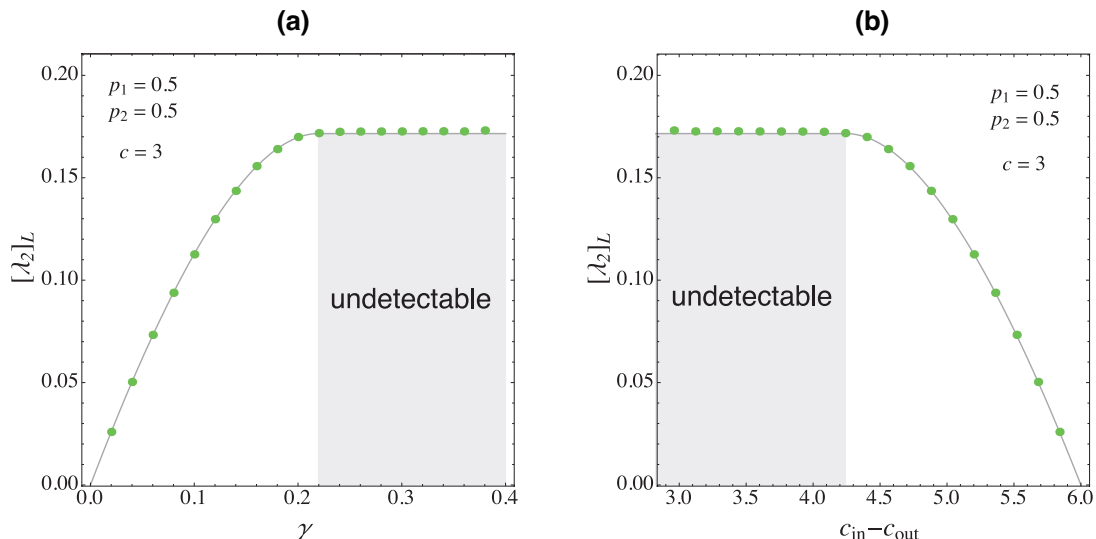 (a)
p₁ = 0.5
p₂ = 0.5
c = 3
undetectable
[λ₂]L
0.20
0.15
0.10
0.05
0.00
0.0 0.1 0.2 0.3 0.4
γ
(b)
p₁ = 0.5
p₂ = 0.5
c = 3
undetectable
[λ₂]L
0.20
0.15
0.10
0.05
0.00
3.0 3.5 4.0 4.5 5.0 5.5 6.0
cin−cout